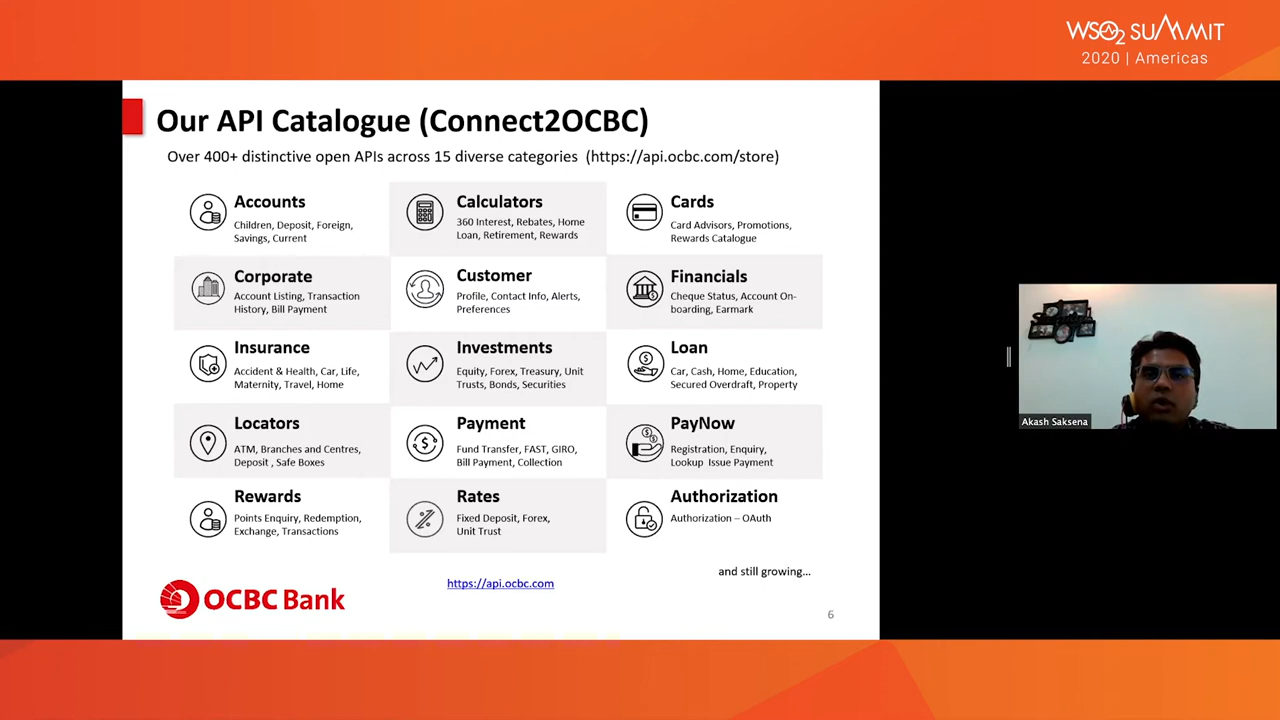 WSO2 SUMMIT
2020 | Americas
Our API Catalogue (Connect2OCBC)
Over 400+ distinctive open APIs across 15 diverse categories (https://api.ocbc.com/store)
Accounts
Children, Deposit, Foreign,
Savings, Current
Calculators
360 Interest, Rebates, Home
Loan, Retirement, Rewards
Cards
Card Advisors, Promotions,
Rewards Catalogue
Corporate
Account Listing, Transaction
History, Bill Payment
Customer
Profile, Contact Info, Alerts,
Preferences
Financials
Cheque Status, Account On-
boarding, Earmark
Insurance
Accident & Health, Car, Life,
Maternity, Travel, Home
Investments
Equity, Forex, Treasury, Unit
Trusts, Bonds, Securities
Loan
Car, Cash, Home, Education,
Secured Overdraft, Property
Locators
ATM, Branches and Centres,
Deposit , Safe Boxes
Payment
Fund Transfer, FAST, GIRO,
Bill Payment, Collection
PayNow
Registration, Enquiry,
Lookup Issue Payment
Rewards
Points Enquiry, Redemption,
Exchange, Transactions
Rates
Fixed Deposit, Forex,
Unit Trust
Authorization
Authorization – OAuth
and still growing...
https://api.ocbc.com
OCBC Bank
6
Akash Saksena